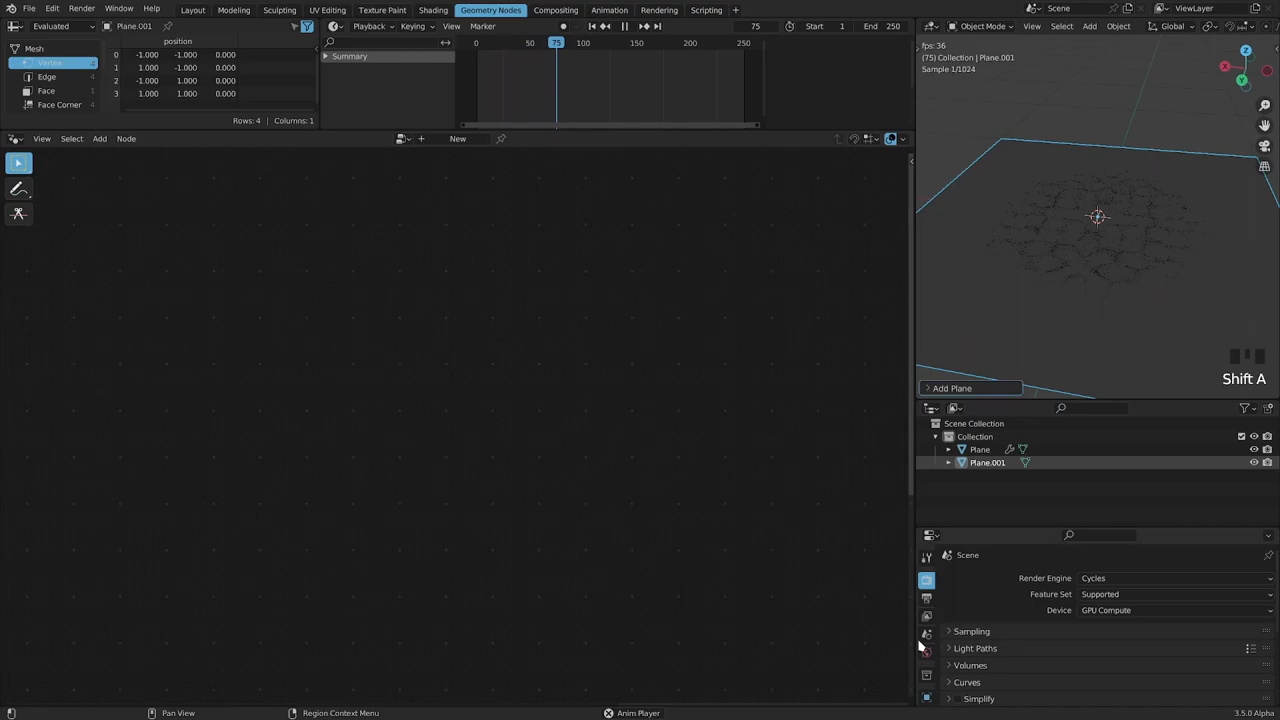 File Edit Render Window Help Layout Modeling Sculpting UV Editing Texture Paint Shading Geometry Nodes Compositing Animation Rendering Scripting + Scene ViewLayer
Evaluated Plane.001 Playback Keying View Marker 75 Start 1 End 250 Object Mode View Select Add Object Global
Mesh position
0 50 75 100 150 200 250
fps: 36
(75) Collection | Plane.001
Sample 1/1024
Z
X
Y
Vertex 4 0 -1.000 -1.000 0.000
Summary
Edge 4 1 1.000 -1.000 0.000
Face 1 2 -1.000 1.000 0.000
Face Corner 4 3 1.000 1.000 0.000
Rows: 4 | Columns: 1
View Select Add Node + New
Shift A
Add Plane
Scene Collection
Collection
Plane
Plane.001
Scene
Render Engine Cycles
Feature Set Supported
Device GPU Compute
Sampling
Light Paths
Volumes
Curves
Simplify
Pan View Region Context Menu Anim Player 3.5.0 Alpha